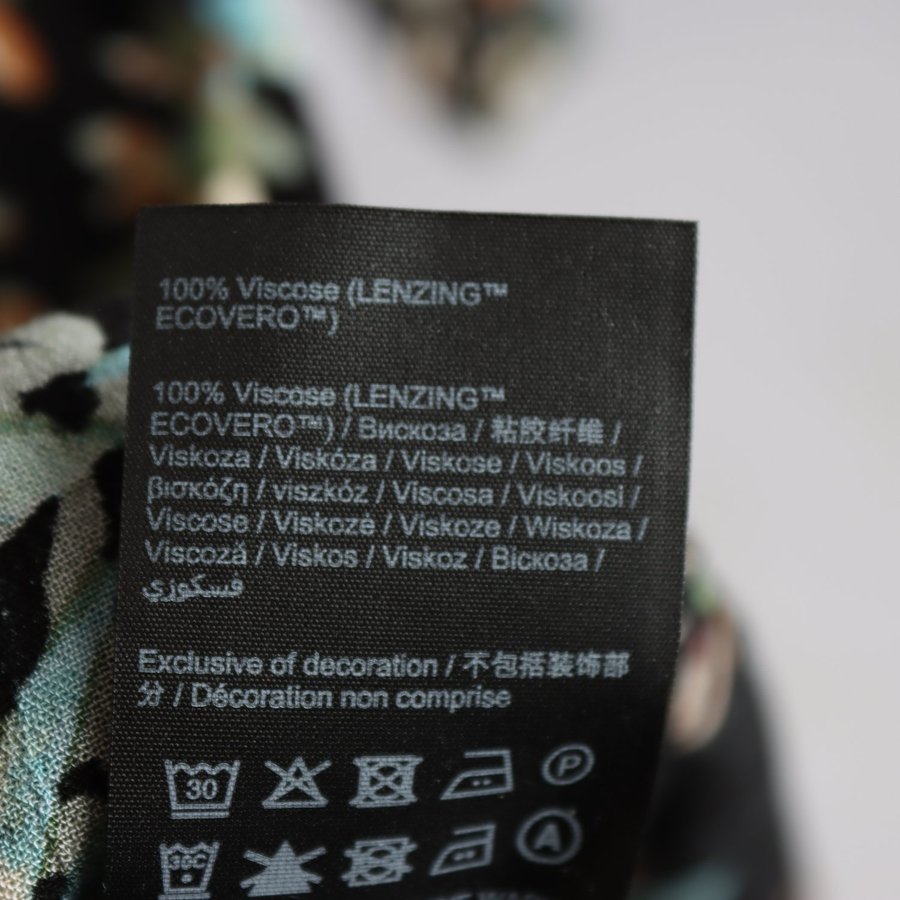 100% Viscose (LENZING™
ECOVERO™)
100% Viscose (LENZING™
ECOVERO™) / Вискоза / 粘胶纤维 /
Viskoza / Viskóza / Viskose / Viskoos /
βισκόζη / viszkóz / Viscosa / Viskoosi /
Viscose / Viskozė / Viskoze / Wiskoza /
Viscoză / Viskos / Viskoz / Віскоза /
فسكوزي
Exclusive of decoration / 不包括装饰部
分 / Décoration non comprise
30 P
30C A